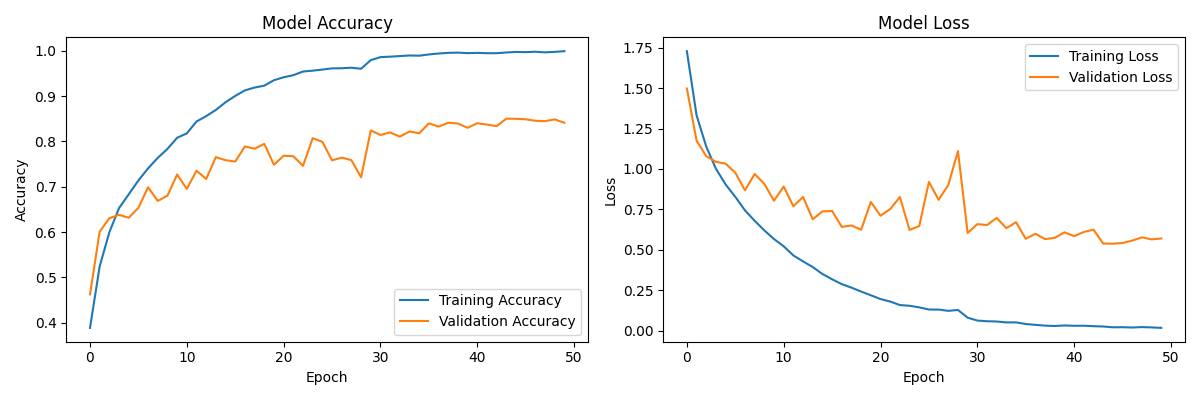 Model Accuracy
1.0
0.9
0.8
0.7
0.6
0.5
0.4
Accuracy
Training Accuracy
Validation Accuracy
0 10 20 30 40 50
Epoch
Model Loss
1.75
1.50
1.25
1.00
0.75
0.50
0.25
0.00
Loss
Training Loss
Validation Loss
0 10 20 30 40 50
Epoch